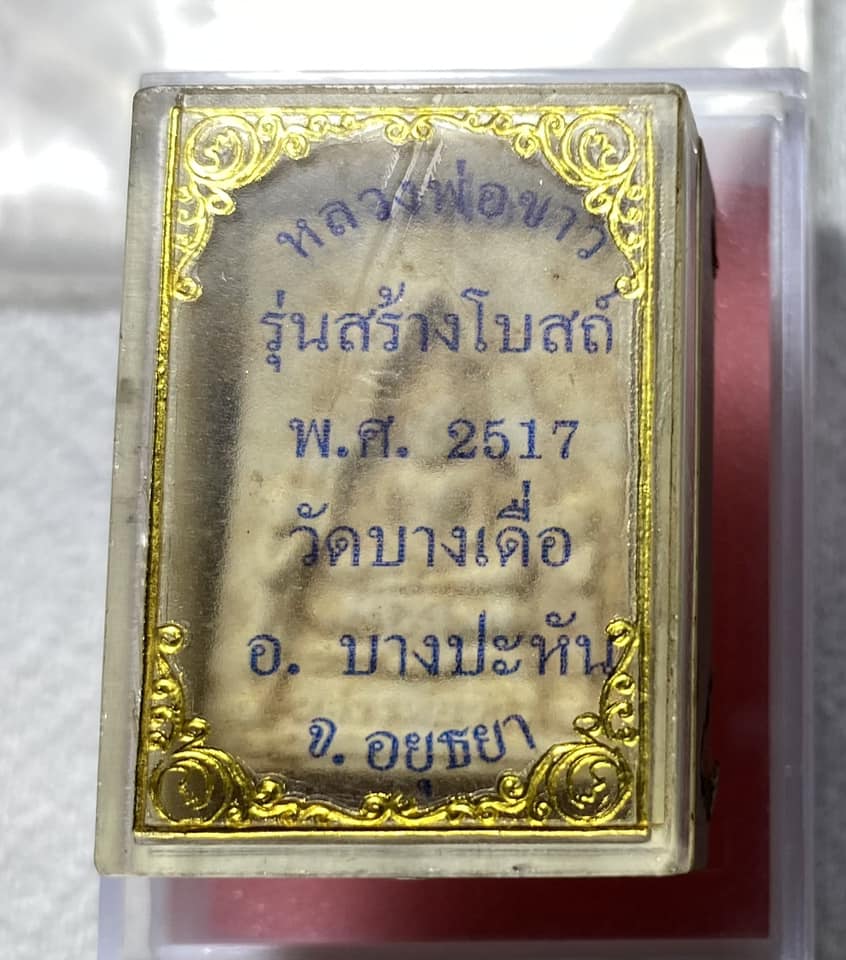 หลวงพ่อขาว
รุ่นสร้างโบสถ์
พ.ศ. 2517
วัดบางเดื่อ
อ. บางปะหัน
จ. อยุธยา